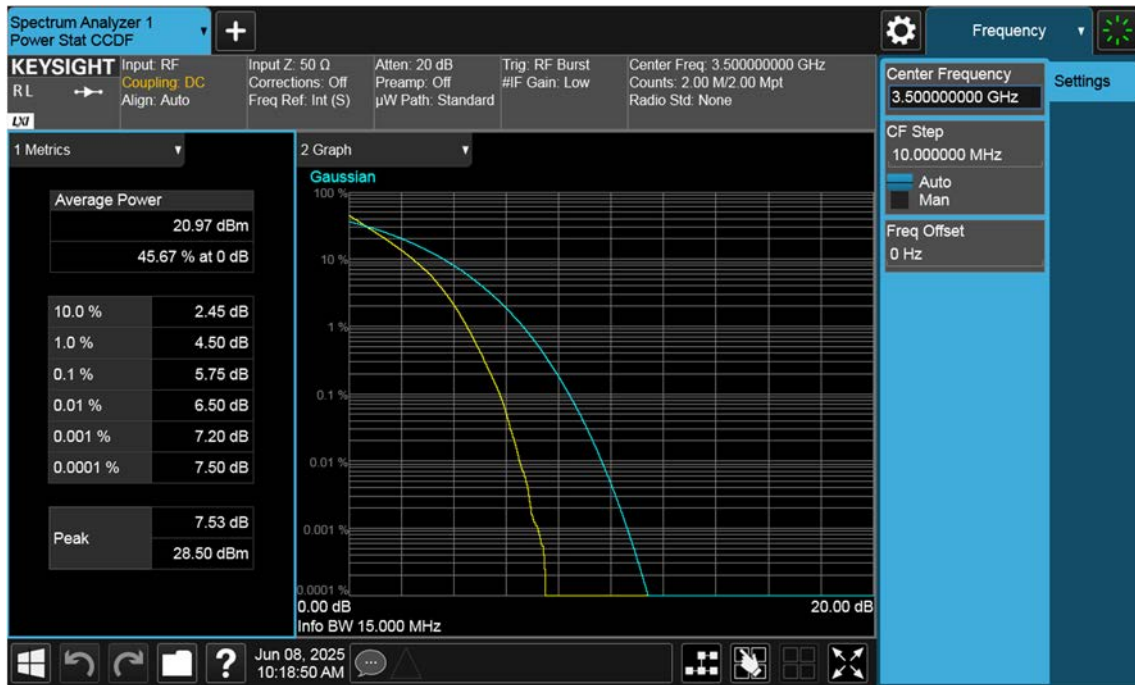 Spectrum Analyzer 1
Power Stat CCDF
Frequency
KEYSIGHT
RL
LXI
Input: RF
Coupling: DC
Align: Auto
Input Z: 50 Ω
Corrections: Off
Freq Ref: Int (S)
Atten: 20 dB
Preamp: Off
µW Path: Standard
Trig: RF Burst
#IF Gain: Low
Center Freq: 3.500000000 GHz
Counts: 2.00 M/2.00 Mpt
Radio Std: None
Center Frequency
3.500000000 GHz
Settings
CF Step
10.000000 MHz
Auto
Man
Freq Offset
0 Hz
1 Metrics
Average Power
20.97 dBm
45.67 % at 0 dB
10.0 % 2.45 dB
1.0 % 4.50 dB
0.1 % 5.75 dB
0.01 % 6.50 dB
0.001 % 7.20 dB
0.0001 % 7.50 dB
Peak
7.53 dB
28.50 dBm
2 Graph
Gaussian
100 %
10 %
1 %
0.1 %
0.01 %
0.001 %
0.0001 %
0.00 dB 20.00 dB
Info BW 15.000 MHz
?
Jun 08, 2025
10:18:50 AM